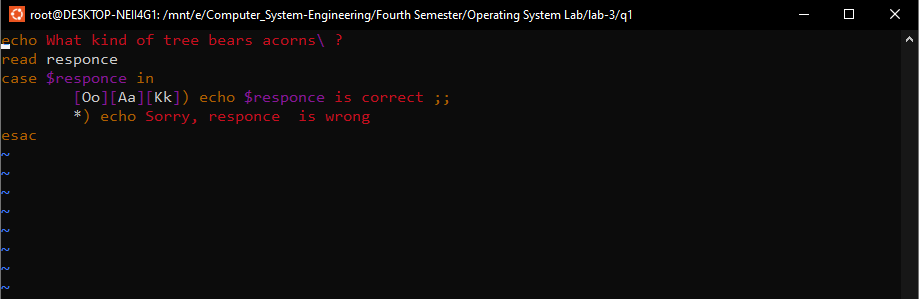 root@DESKTOP-NEII4G1: /mnt/e/Computer_System-Engineering/Fourth Semester/Operating System Lab/lab-3/q1
echo What kind of tree bears acorns\ ?
read responce
case $responce in
        [Oo][Aa][Kk]) echo $responce is correct ;;
        *) echo Sorry, responce  is wrong
esac
~
~
~
~
~
~
~
~